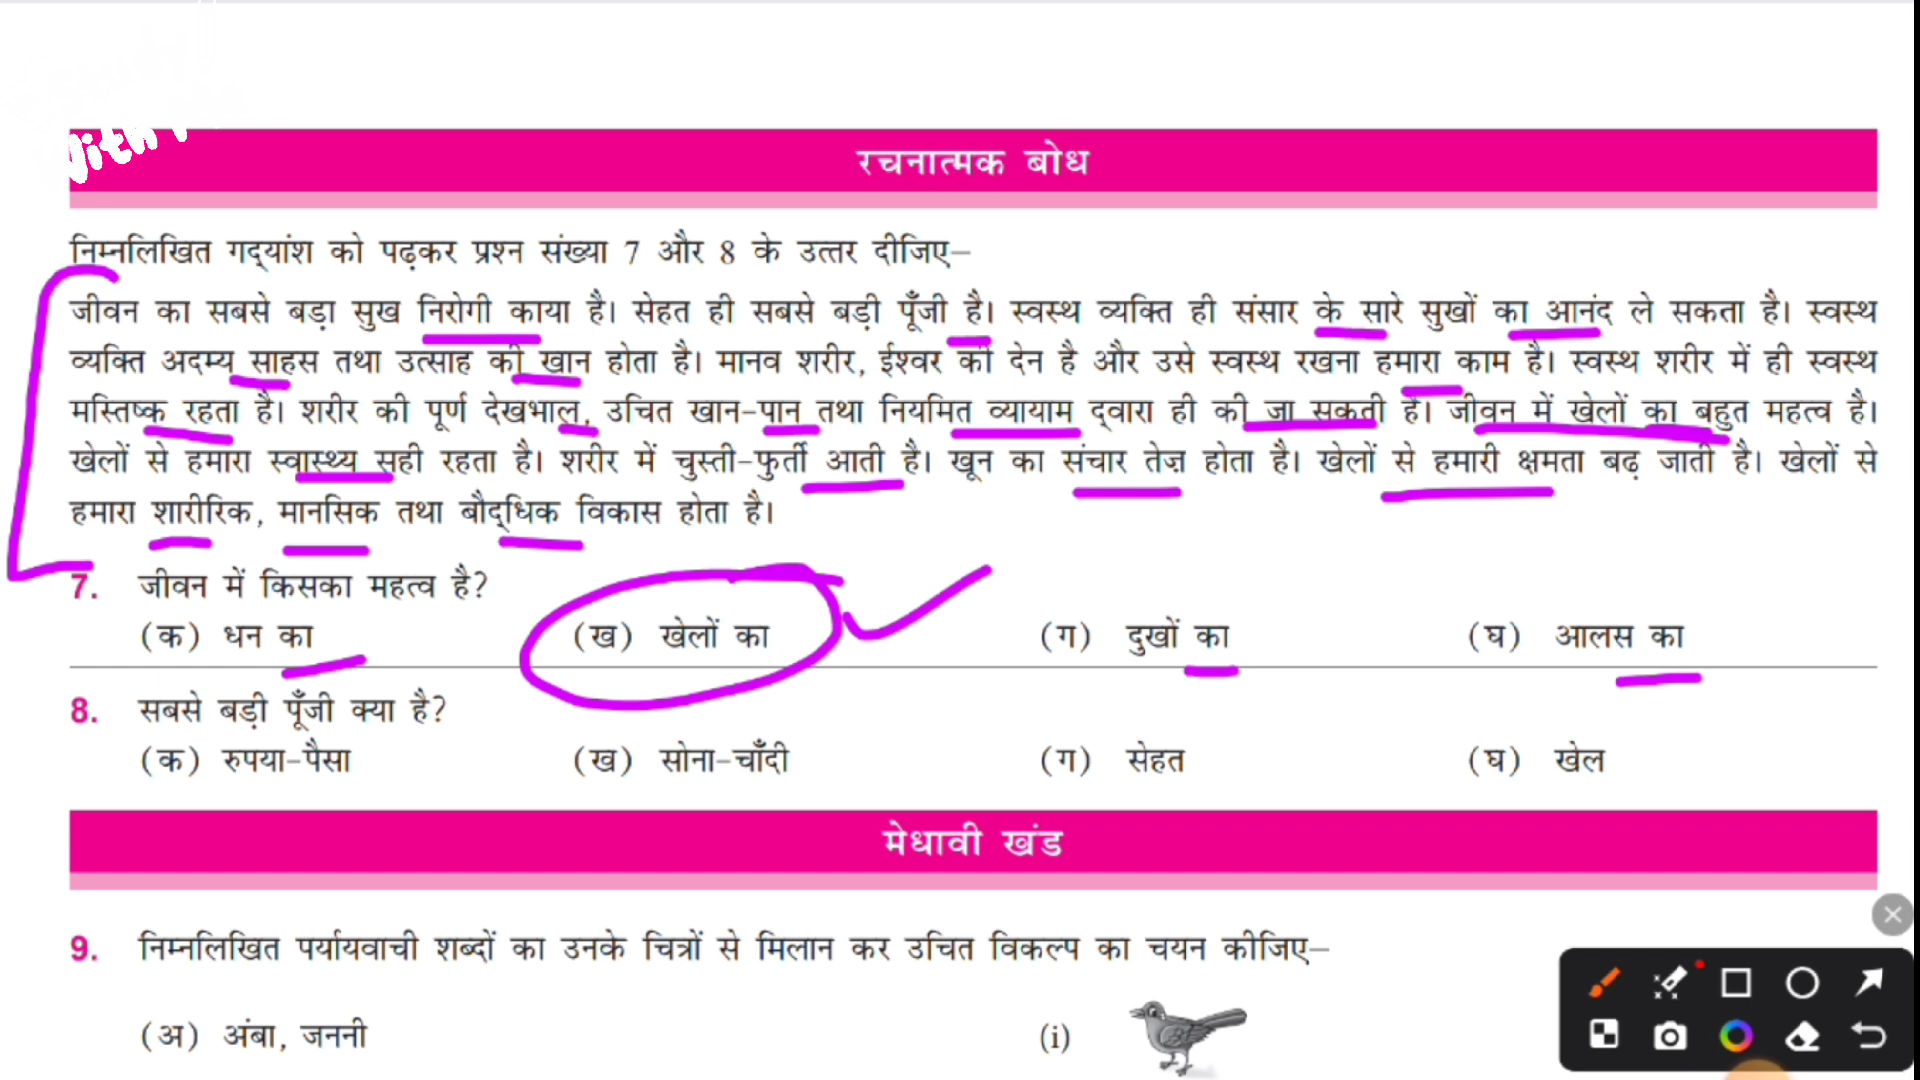 With
रचनात्मक बोध
निम्नलिखित गद्यांश को पढ़कर प्रश्न संख्या 7 और 8 के उत्तर दीजिए–
जीवन का सबसे बड़ा सुख निरोगी काया है। सेहत ही सबसे बड़ी पूँजी है। स्वस्थ व्यक्ति ही संसार के सारे सुखों का आनंद ले सकता है। स्वस्थ
व्यक्ति अदम्य साहस तथा उत्साह की खान होता है। मानव शरीर, ईश्वर की देन है और उसे स्वस्थ रखना हमारा काम है। स्वस्थ शरीर में ही स्वस्थ
मस्तिष्क रहता है। शरीर की पूर्ण देखभाल, उचित खान-पान तथा नियमित व्यायाम द्वारा ही की जा सकती है। जीवन में खेलों का बहुत महत्व है।
खेलों से हमारा स्वास्थ्य सही रहता है। शरीर में चुस्ती-फुर्ती आती है। खून का संचार तेज़ होता है। खेलों से हमारी क्षमता बढ़ जाती है। खेलों से
हमारा शारीरिक, मानसिक तथा बौद्धिक विकास होता है।
7. जीवन में किसका महत्व है?
(क) धन का (ख) खेलों का (ग) दुखों का (घ) आलस का
8. सबसे बड़ी पूँजी क्या है?
(क) रुपया-पैसा (ख) सोना-चाँदी (ग) सेहत (घ) खेल
मेधावी खंड
9. निम्नलिखित पर्यायवाची शब्दों का उनके चित्रों से मिलान कर उचित विकल्प का चयन कीजिए–
(अ) अंबा, जननी (i)